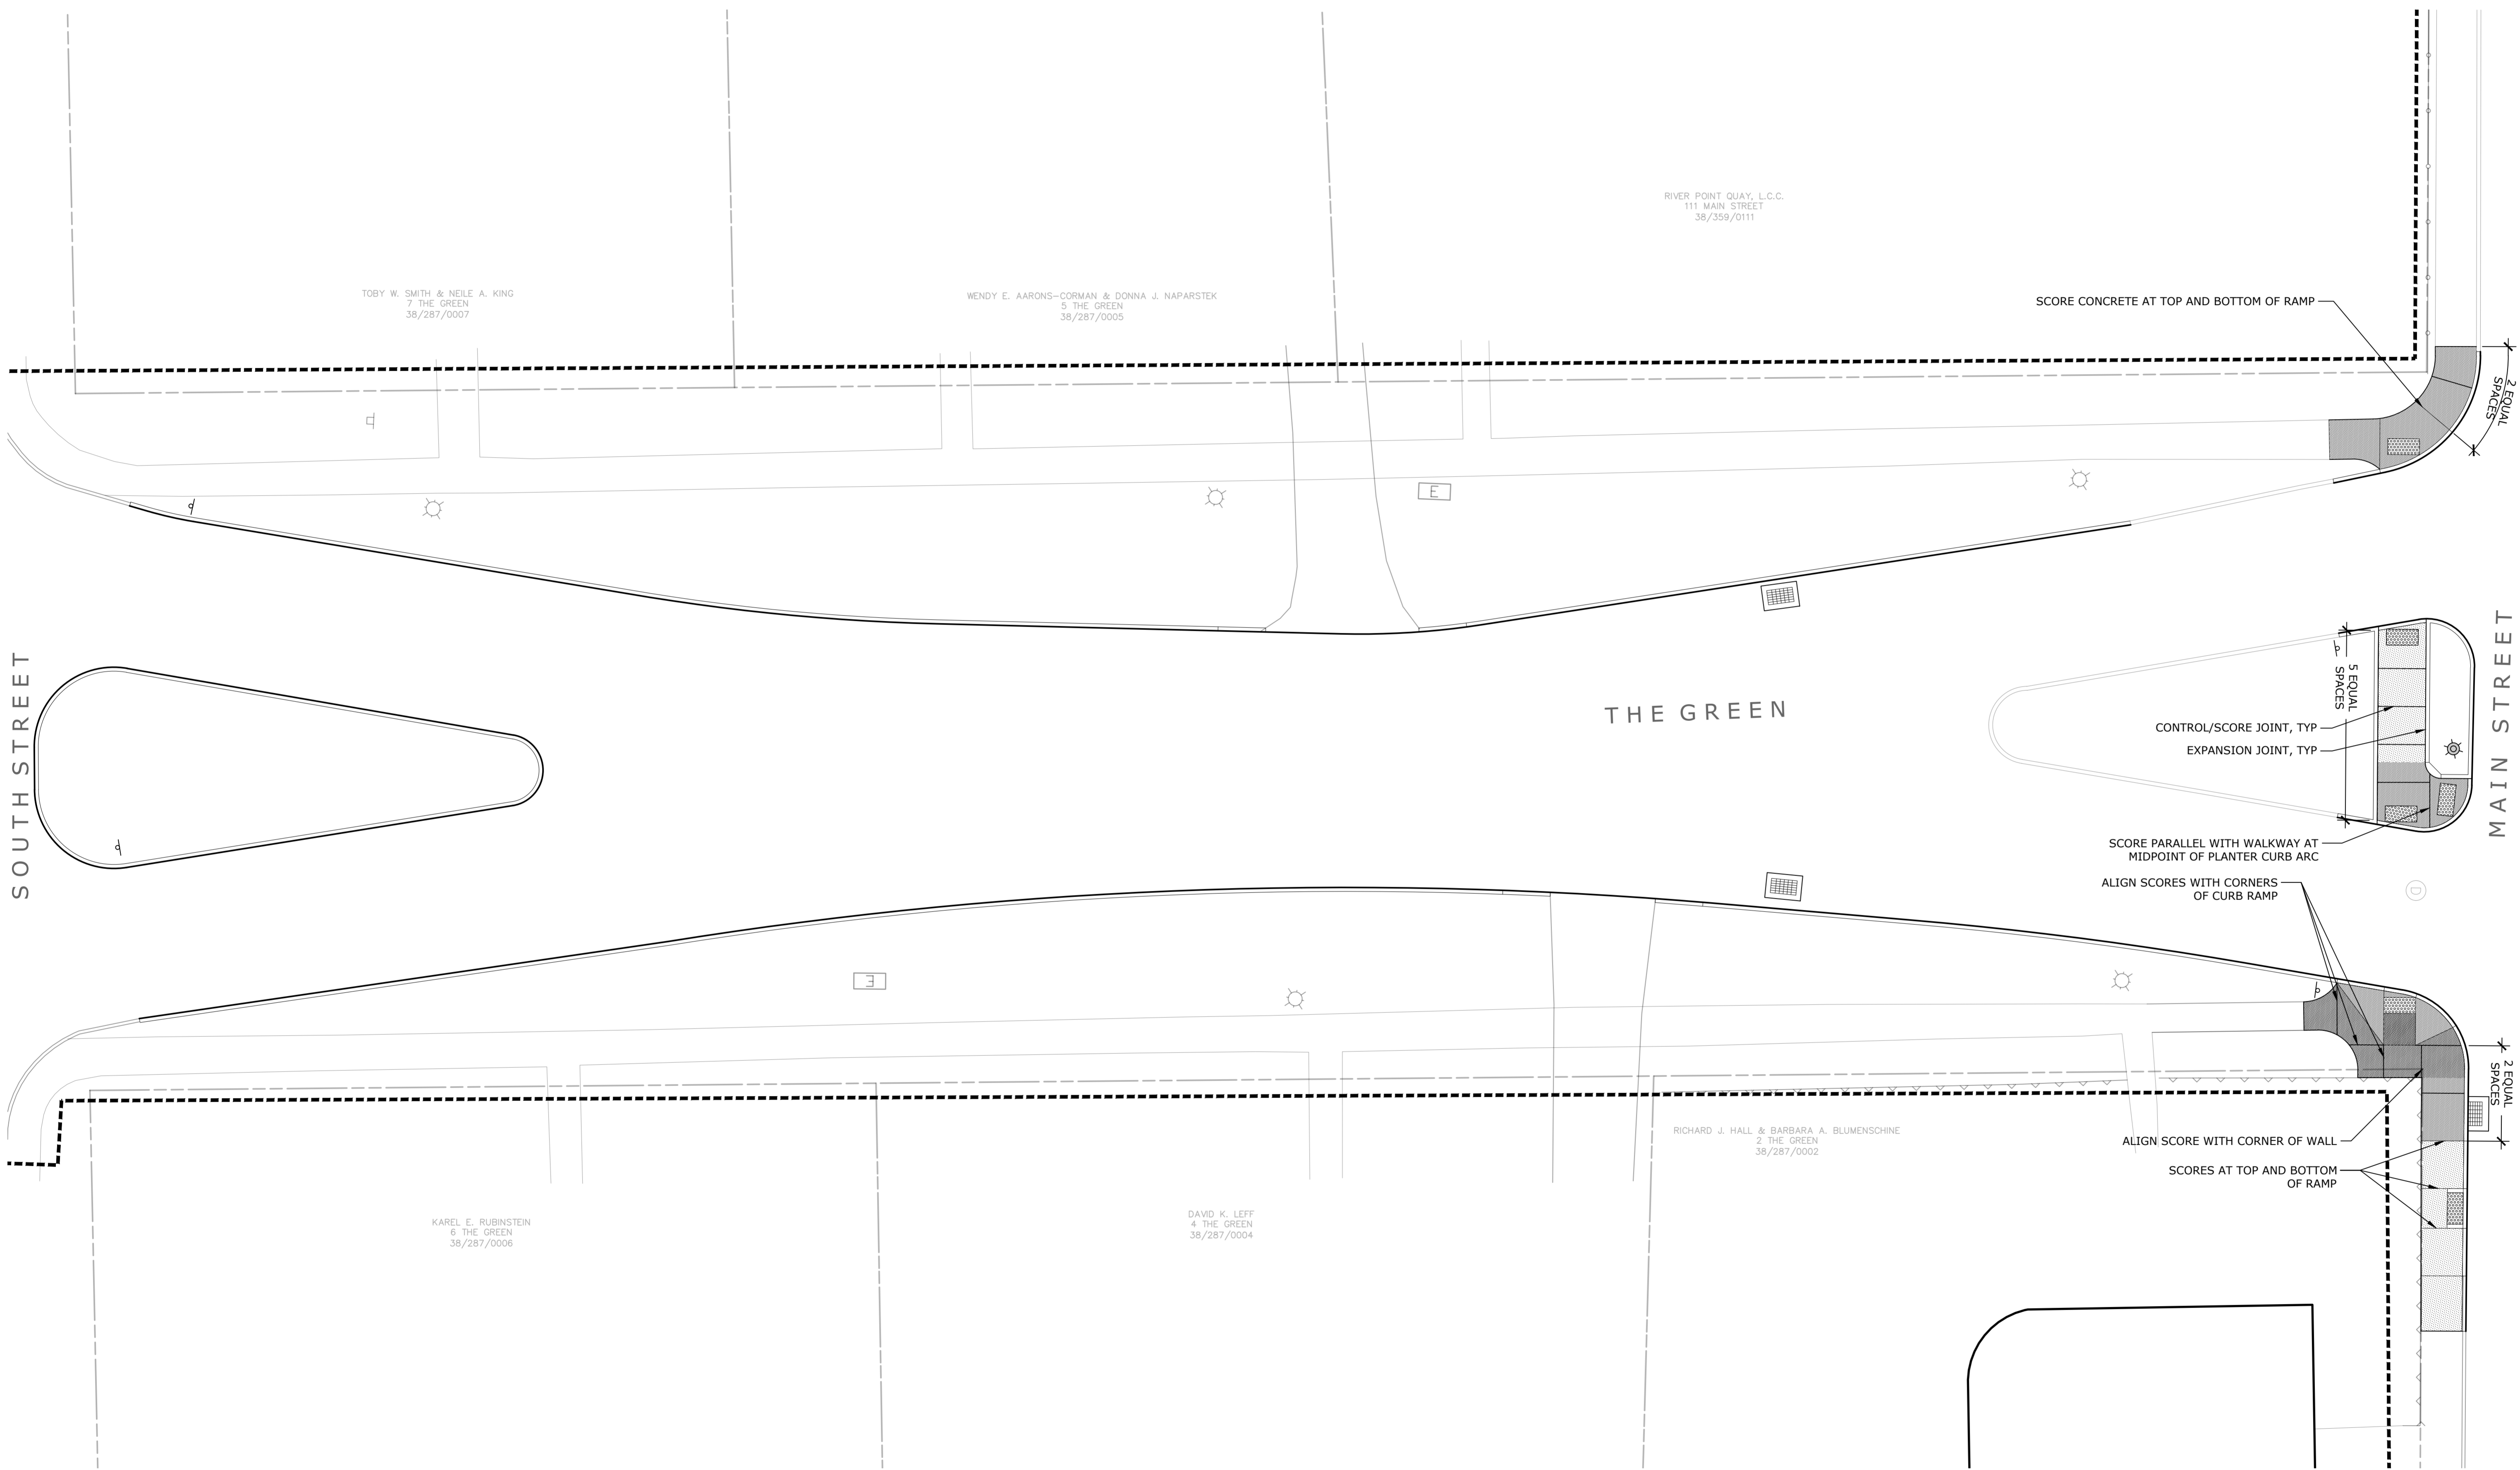 RIVER POINT QUAY, L.C.C.
111 MAIN STREET
38/359/0111
TOBY W. SMITH & NEILE A. KING
7 THE GREEN
38/287/0007
WENDY E. AARONS-CORMAN & DONNA J. NAPARSTEK
5 THE GREEN
38/287/0005
SCORE CONCRETE AT TOP AND BOTTOM OF RAMP
2 EQUAL
SPACES
E
SOUTH STREET
THE GREEN
MAIN STREET
5 EQUAL
SPACES
CONTROL/SCORE JOINT, TYP
EXPANSION JOINT, TYP
SCORE PARALLEL WITH WALKWAY AT
MIDPOINT OF PLANTER CURB ARC
ALIGN SCORES WITH CORNERS
OF CURB RAMP
D
E
2 EQUAL
SPACES
RICHARD J. HALL & BARBARA A. BLUMENSCHINE
2 THE GREEN
38/287/0002
ALIGN SCORE WITH CORNER OF WALL
SCORES AT TOP AND BOTTOM
OF RAMP
KAREL E. RUBINSTEIN
6 THE GREEN
38/287/0006
DAVID K. LEFF
4 THE GREEN
38/287/0004